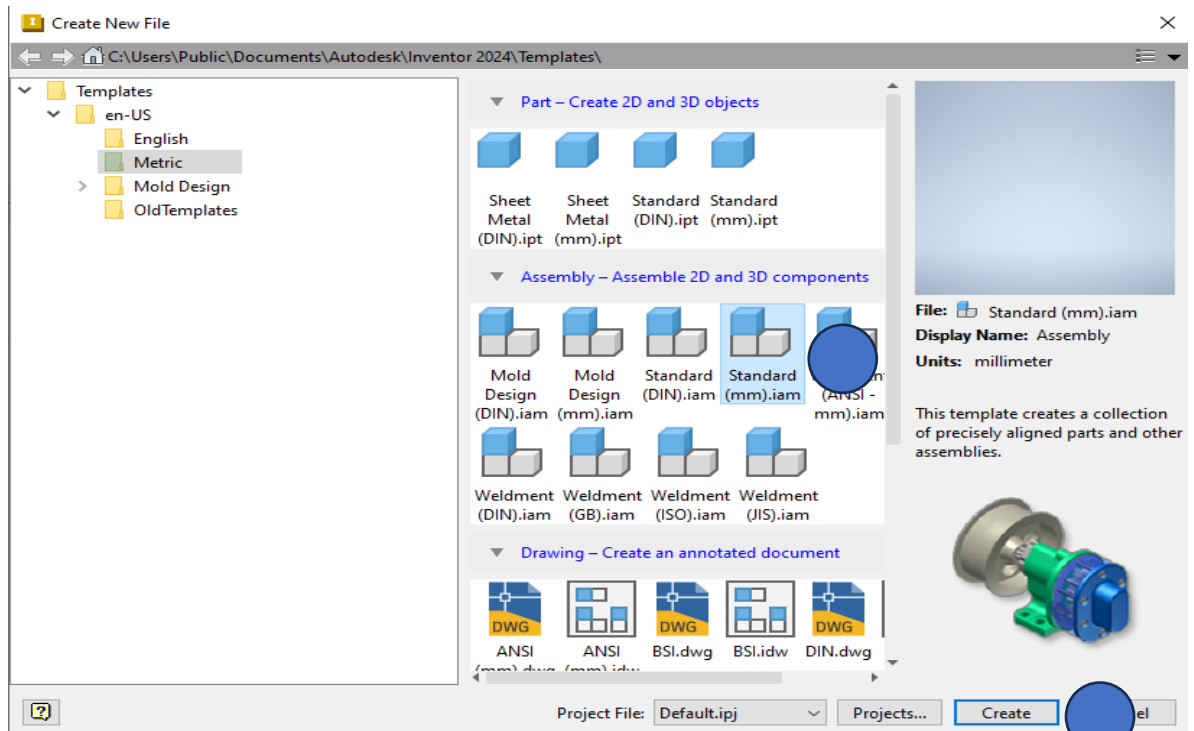 Create New File
C:\Users\Public\Documents\Autodesk\Inventor 2024\Templates\
Templates
en-US
English
Metric
Mold Design
OldTemplates
Part – Create 2D and 3D objects
Sheet Metal (DIN).ipt
Sheet Metal (mm).ipt
Standard (DIN).ipt
Standard (mm).ipt
Assembly – Assemble 2D and 3D components
Mold Design (DIN).iam
Mold Design (mm).iam
Standard (DIN).iam
Standard (mm).iam
(ANSI - mm).iam
Weldment (DIN).iam
Weldment (GB).iam
Weldment (ISO).iam
Weldment (JIS).iam
Drawing – Create an annotated document
DWG
DWG
DWG
ANSI (mm).dwg
ANSI (mm).idw
BSI.dwg
BSI.idw
DIN.dwg
File: Standard (mm).iam
Display Name: Assembly
Units: millimeter
This template creates a collection
of precisely aligned parts and other
assemblies.
Project File: Default.ipj
Projects...
Create